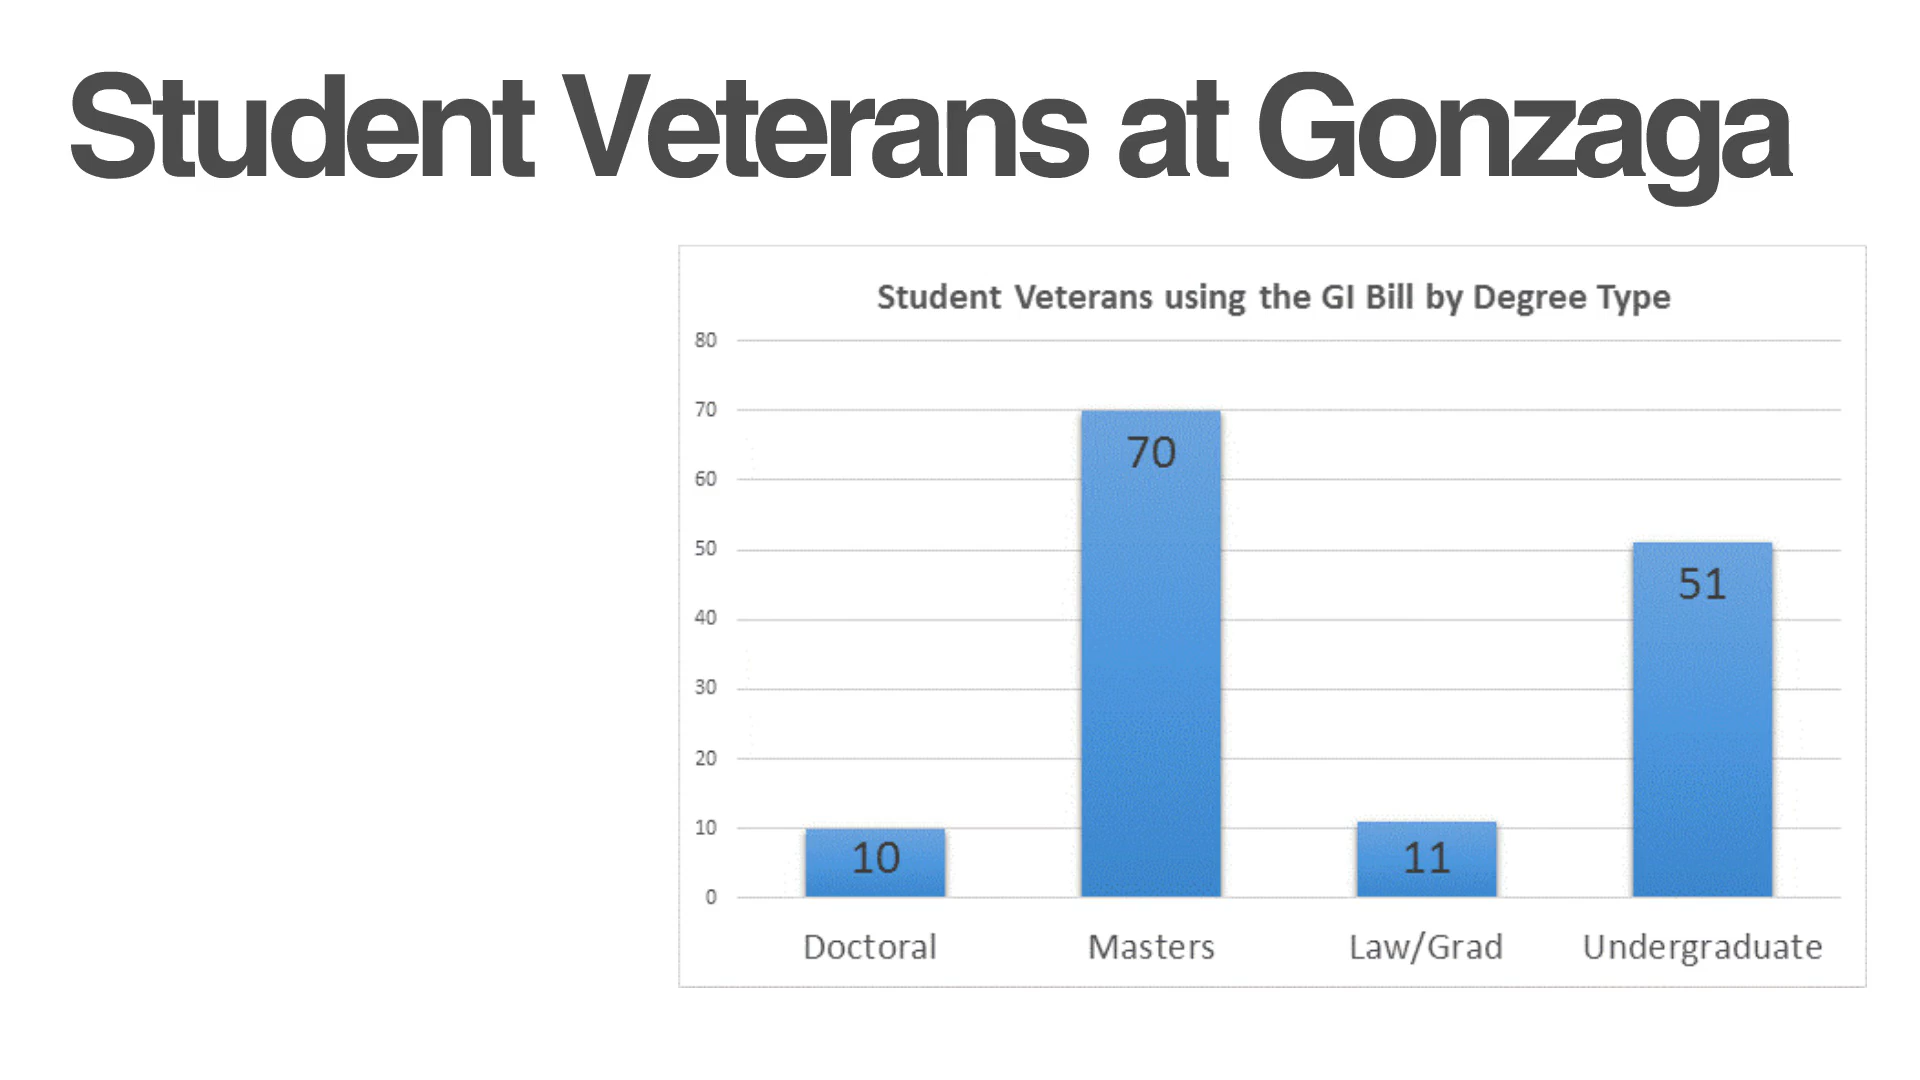 Student Veterans at Gonzaga
Student Veterans using the GI Bill by Degree Type
80
70
60
50
40
30
20
10
0
10
70
11
51
Doctoral
Masters
Law/Grad
Undergraduate